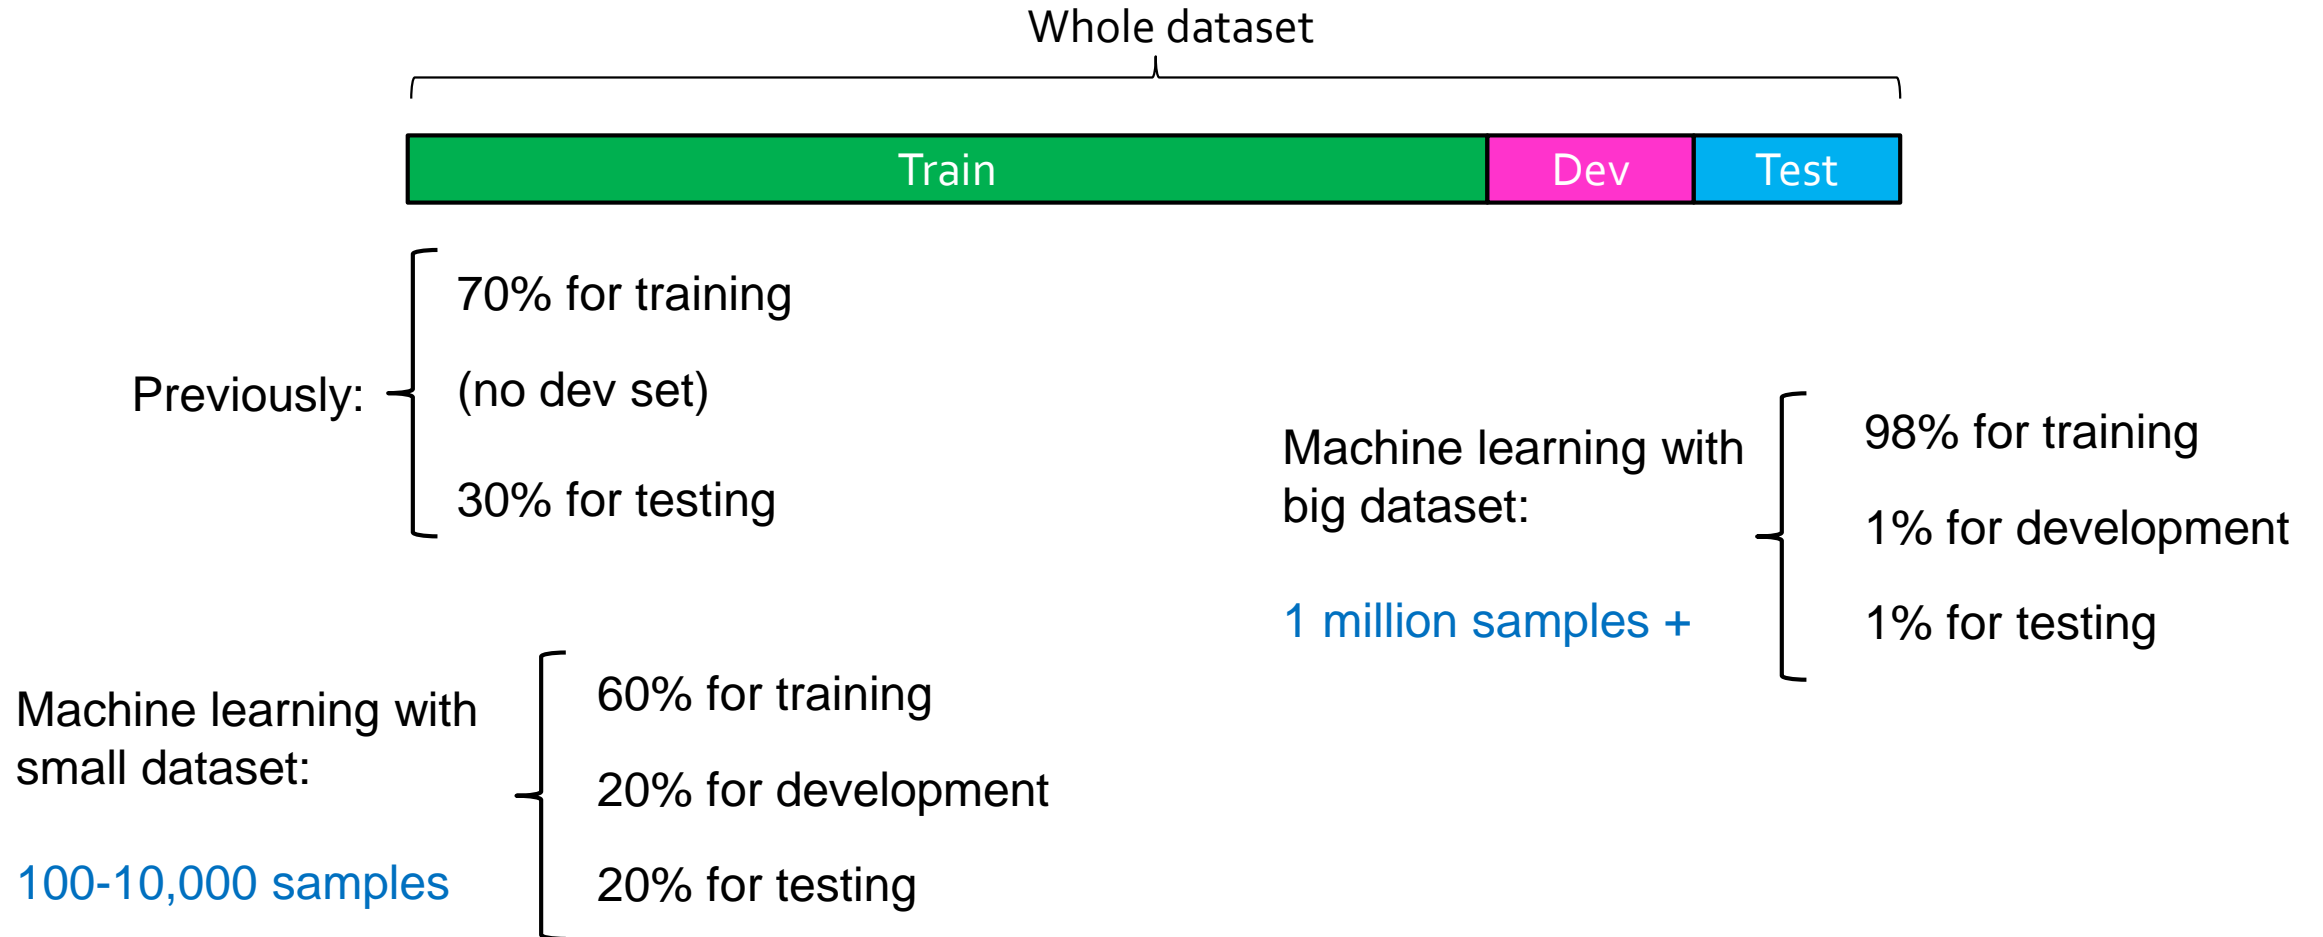 Whole dataset
Train
Dev
Test
Previously:
70% for training
(no dev set)
30% for testing
Machine learning with
small dataset:
100-10,000 samples
60% for training
20% for development
20% for testing
Machine learning with
big dataset:
1 million samples +
98% for training
1% for development
1% for testing